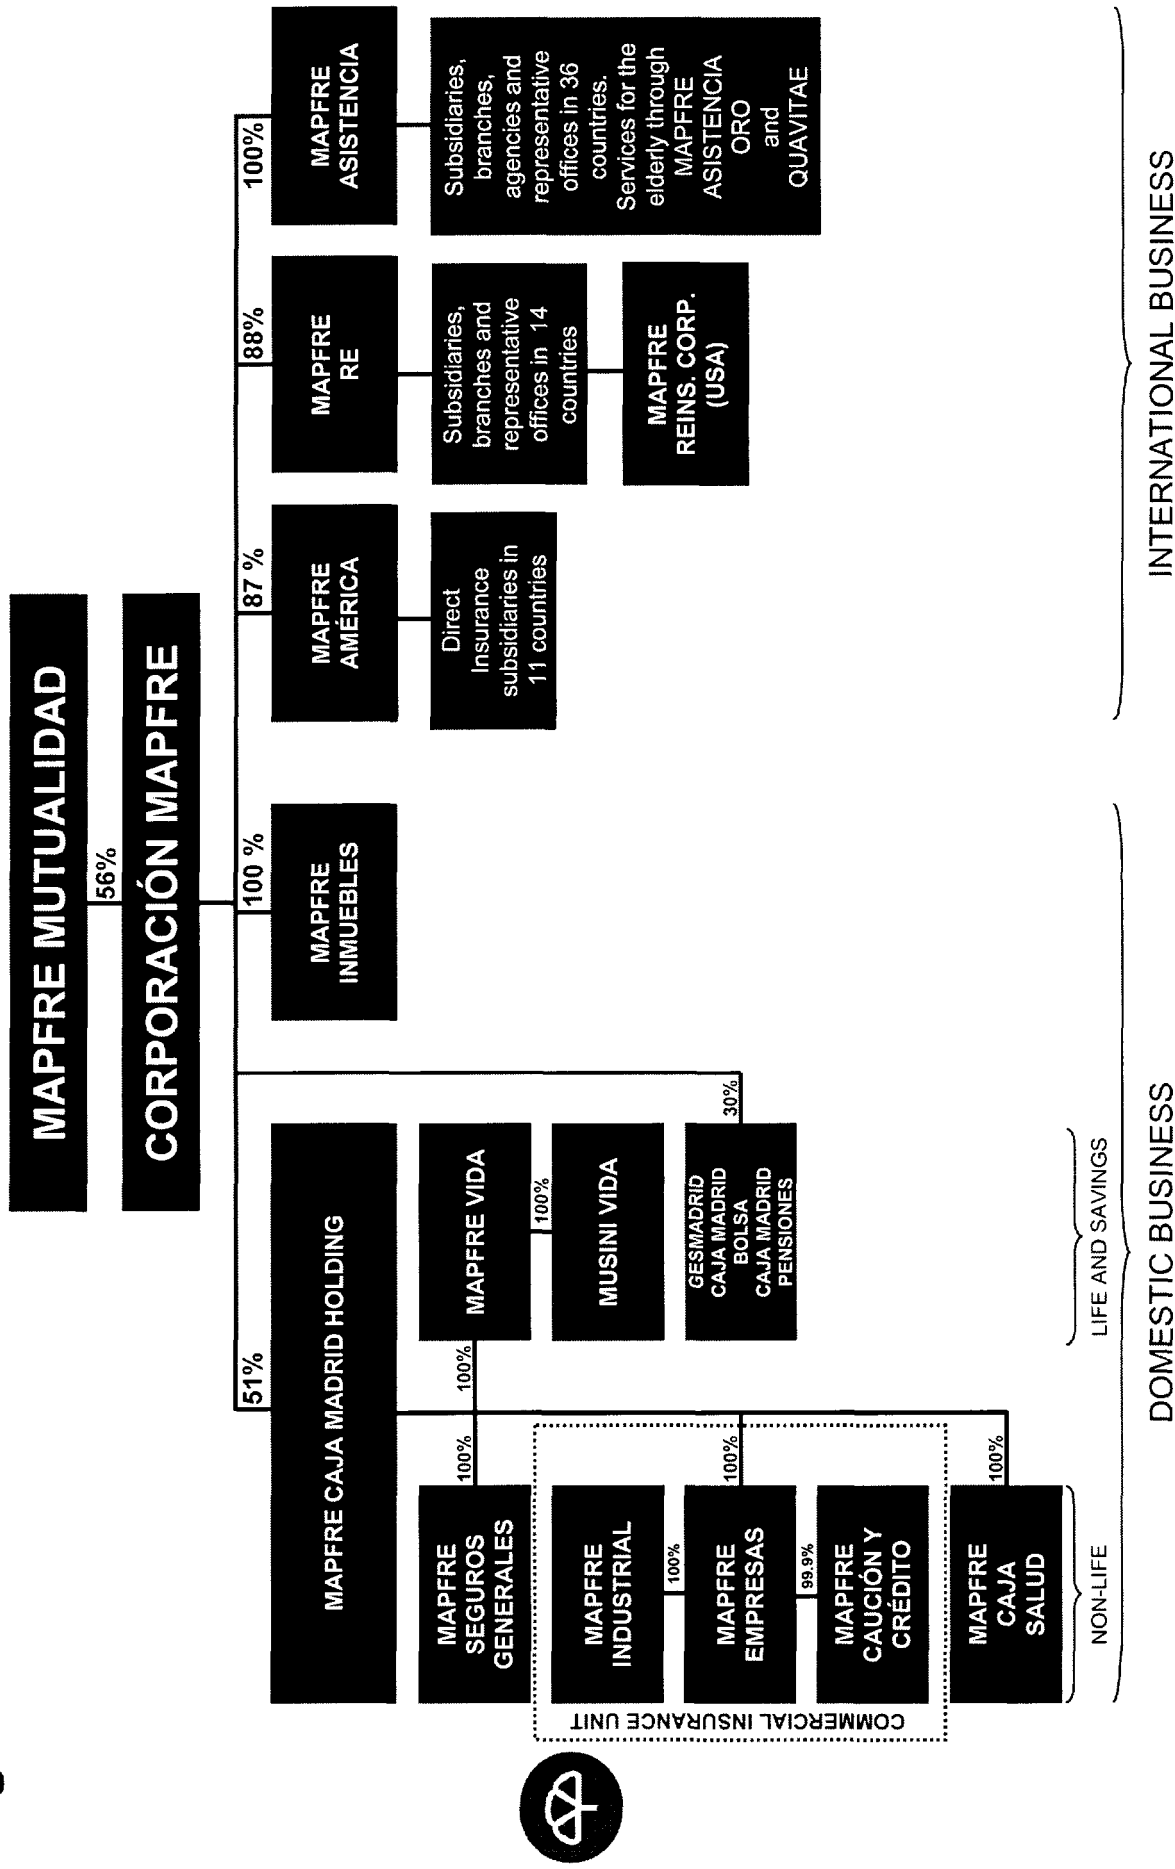 MAPFRE MUTUALIDAD
56%
CORPORACIÓN MAPFRE
51%
100 %
87 %
88%
100%
MAPFRE CAJA MADRID HOLDING
MAPFRE
INMUEBLES
MAPFRE
AMÉRICA
MAPFRE
RE
MAPFRE
ASISTENCIA
MAPFRE
SEGUROS
GENERALES
100%
100%
MAPFRE VIDA
100%
MUSINI VIDA
30%
GESMADRID
CAJA MADRID
BOLSA
CAJA MADRID
PENSIONES
COMMERCIAL INSURANCE UNIT
MAPFRE
INDUSTRIAL
100%
MAPFRE
EMPRESAS
100%
99.9%
MAPFRE
CAUCIÓN Y
CRÉDITO
MAPFRE
CAJA
SALUD
100%
Direct
Insurance
subsidiaries in
11 countries
Subsidiaries,
branches and
representative
offices in 14
countries
MAPFRE
REINS. CORP.
(USA)
Subsidiaries,
branches,
agencies and
representative
offices in 36
countries.
Services for the
elderly through
MAPFRE
ASISTENCIA
ORO
and
QUAVITAE
NON-LIFE
LIFE AND SAVINGS
DOMESTIC BUSINESS
INTERNATIONAL BUSINESS